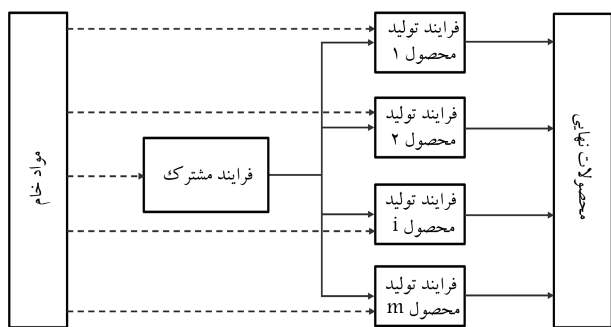 مواد خام
فرایند مشترک
فرایند تولید
محصول ۱
فرایند تولید
محصول ۲
فرایند تولید
محصول i
فرایند تولید
محصول m
محصولات نهایی